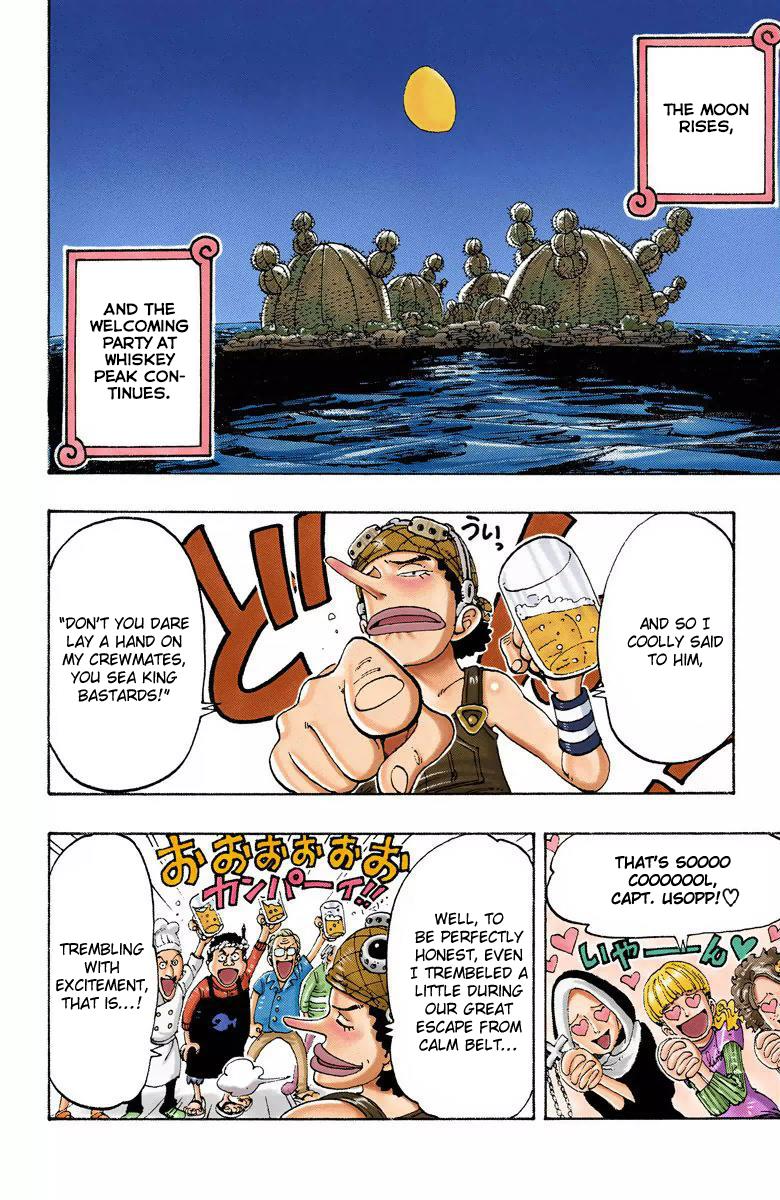 THE MOON
RISES,
AND THE
WELCOMING
PARTY AT
WHISKEY
PEAK CON-
TINUES.
AND SO I
COOLLY SAID
TO HIM,
うぃっ
ドン
"DON'T YOU DARE
LAY A HAND ON
MY CREWMATES,
YOU SEA KING
BASTARDS!"
THAT'S SOOOO
COOOOOOL,
CAPT. USOPP!♡
いやーーん♥
WELL, TO
BE PERFECTLY
HONEST, EVEN
I TREMBELED A
LITTLE DURING
OUR GREAT
ESCAPE FROM
CALM BELT...
おおおおおお
カンパーイ!!
TREMBLING
WITH
EXCITEMENT,
THAT IS...!